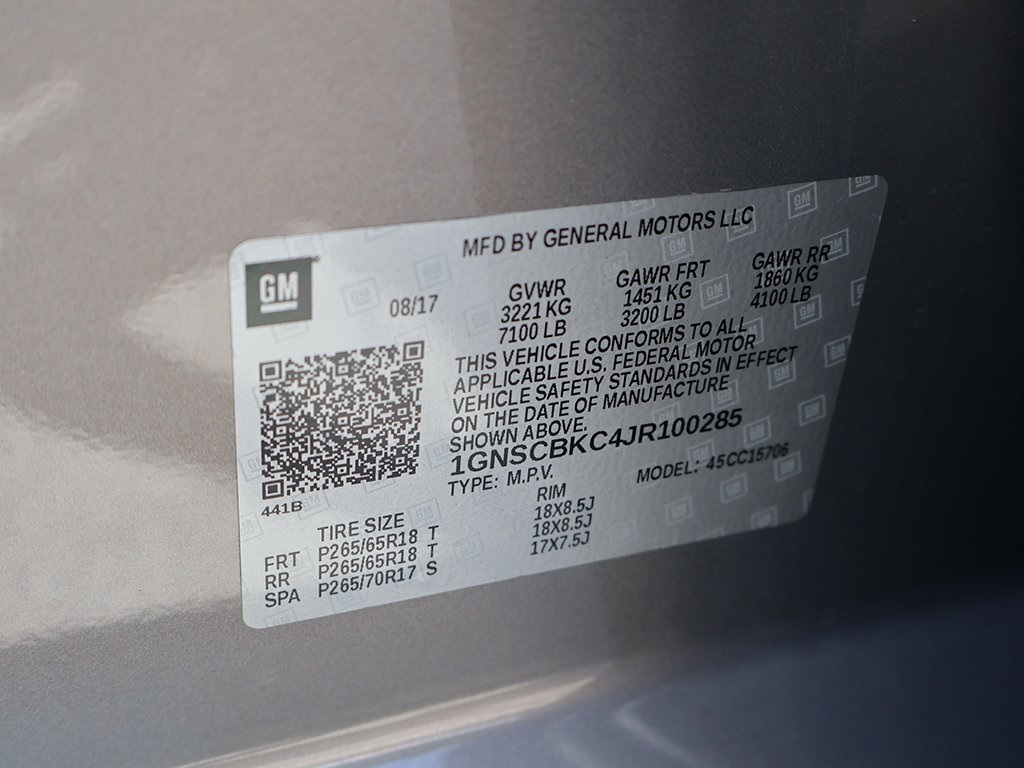 MFD BY GENERAL MOTORS LLC
GM
08/17
GVWR GAWR FRT GAWR RR
3221 KG 1451 KG 1860 KG
7100 LB 3200 LB 4100 LB
THIS VEHICLE CONFORMS TO ALL
APPLICABLE U.S. FEDERAL MOTOR
VEHICLE SAFETY STANDARDS IN EFFECT
ON THE DATE OF MANUFACTURE
SHOWN ABOVE.
1GNSCBKC4JR100285
TYPE: M.P.V. MODEL: 45CC15706
441B
TIRE SIZE RIM
FRT P265/65R18 T 18X8.5J
RR P265/65R18 T 18X8.5J
SPA P265/70R17 S 17X7.5J